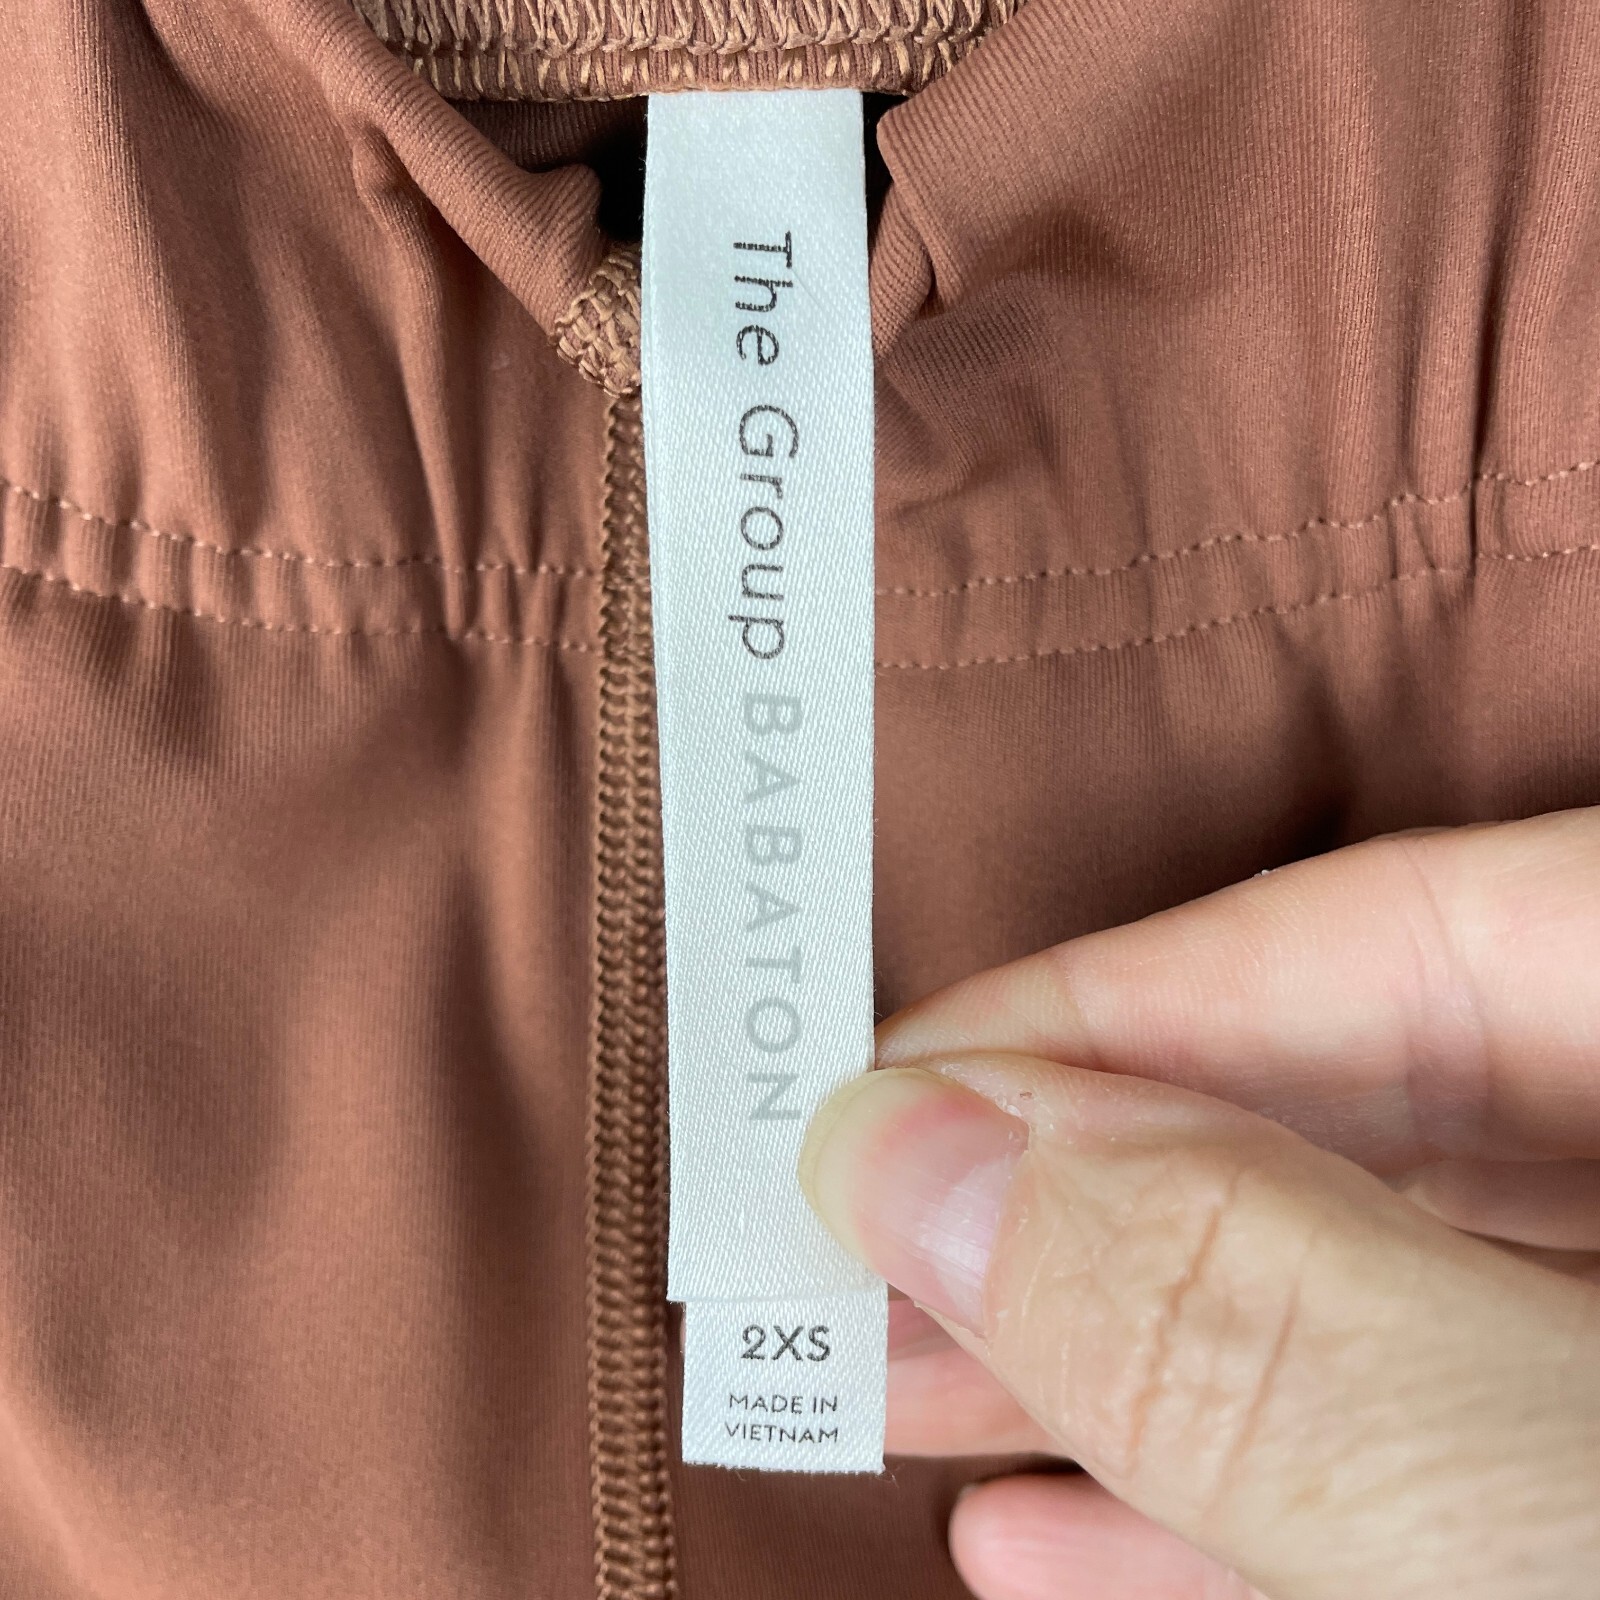 The Group BABATON
2XS
MADE IN
VIETNAM